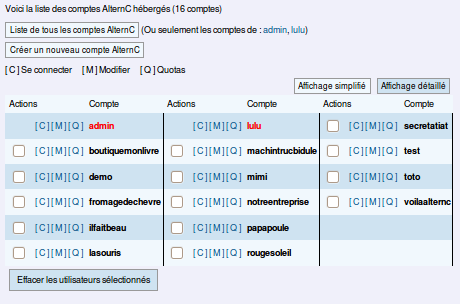 Voici la liste des comptes AlternC hébergés (16 comptes)
Liste de tous les comptes AlternC (Ou seulement les comptes de : admin, lulu)
Créer un nouveau compte AlternC
[ C ] Se connecter [ M ] Modifier [ Q ] Quotas
Affichage simplifié Affichage détaillé
Actions Compte Actions Compte Actions Compte
[ C ] [ M ] [ Q ] admin [ C ] [ M ] [ Q ] lulu [ C ] [ M ] [ Q ] secretatiat
[ C ] [ M ] [ Q ] boutiquemonlivre [ C ] [ M ] [ Q ] machintrucbidule [ C ] [ M ] [ Q ] test
[ C ] [ M ] [ Q ] demo [ C ] [ M ] [ Q ] mimi [ C ] [ M ] [ Q ] toto
[ C ] [ M ] [ Q ] fromagedechevre [ C ] [ M ] [ Q ] notreentreprise [ C ] [ M ] [ Q ] voilaalternc
[ C ] [ M ] [ Q ] ilfaitbeau [ C ] [ M ] [ Q ] papapoule
[ C ] [ M ] [ Q ] lasouris [ C ] [ M ] [ Q ] rougesoleil
Effacer les utilisateurs sélectionnés